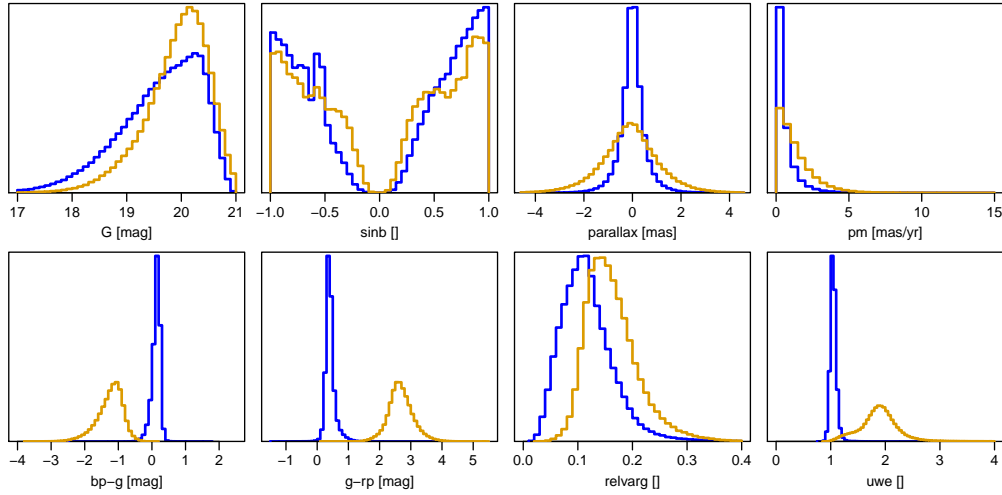 17 18 19 20 21
G [mag]
−1.0 −0.5 0.0 0.5 1.0
sinb []
−4 −2 0 2 4
parallax [mas]
0 5 10 15
pm [mas/yr]
−4 −3 −2 −1 0 1 2
bp−g [mag]
−1 0 1 2 3 4 5
g−rp [mag]
0.0 0.1 0.2 0.3 0.4
relvarg []
0 1 2 3 4
uwe []